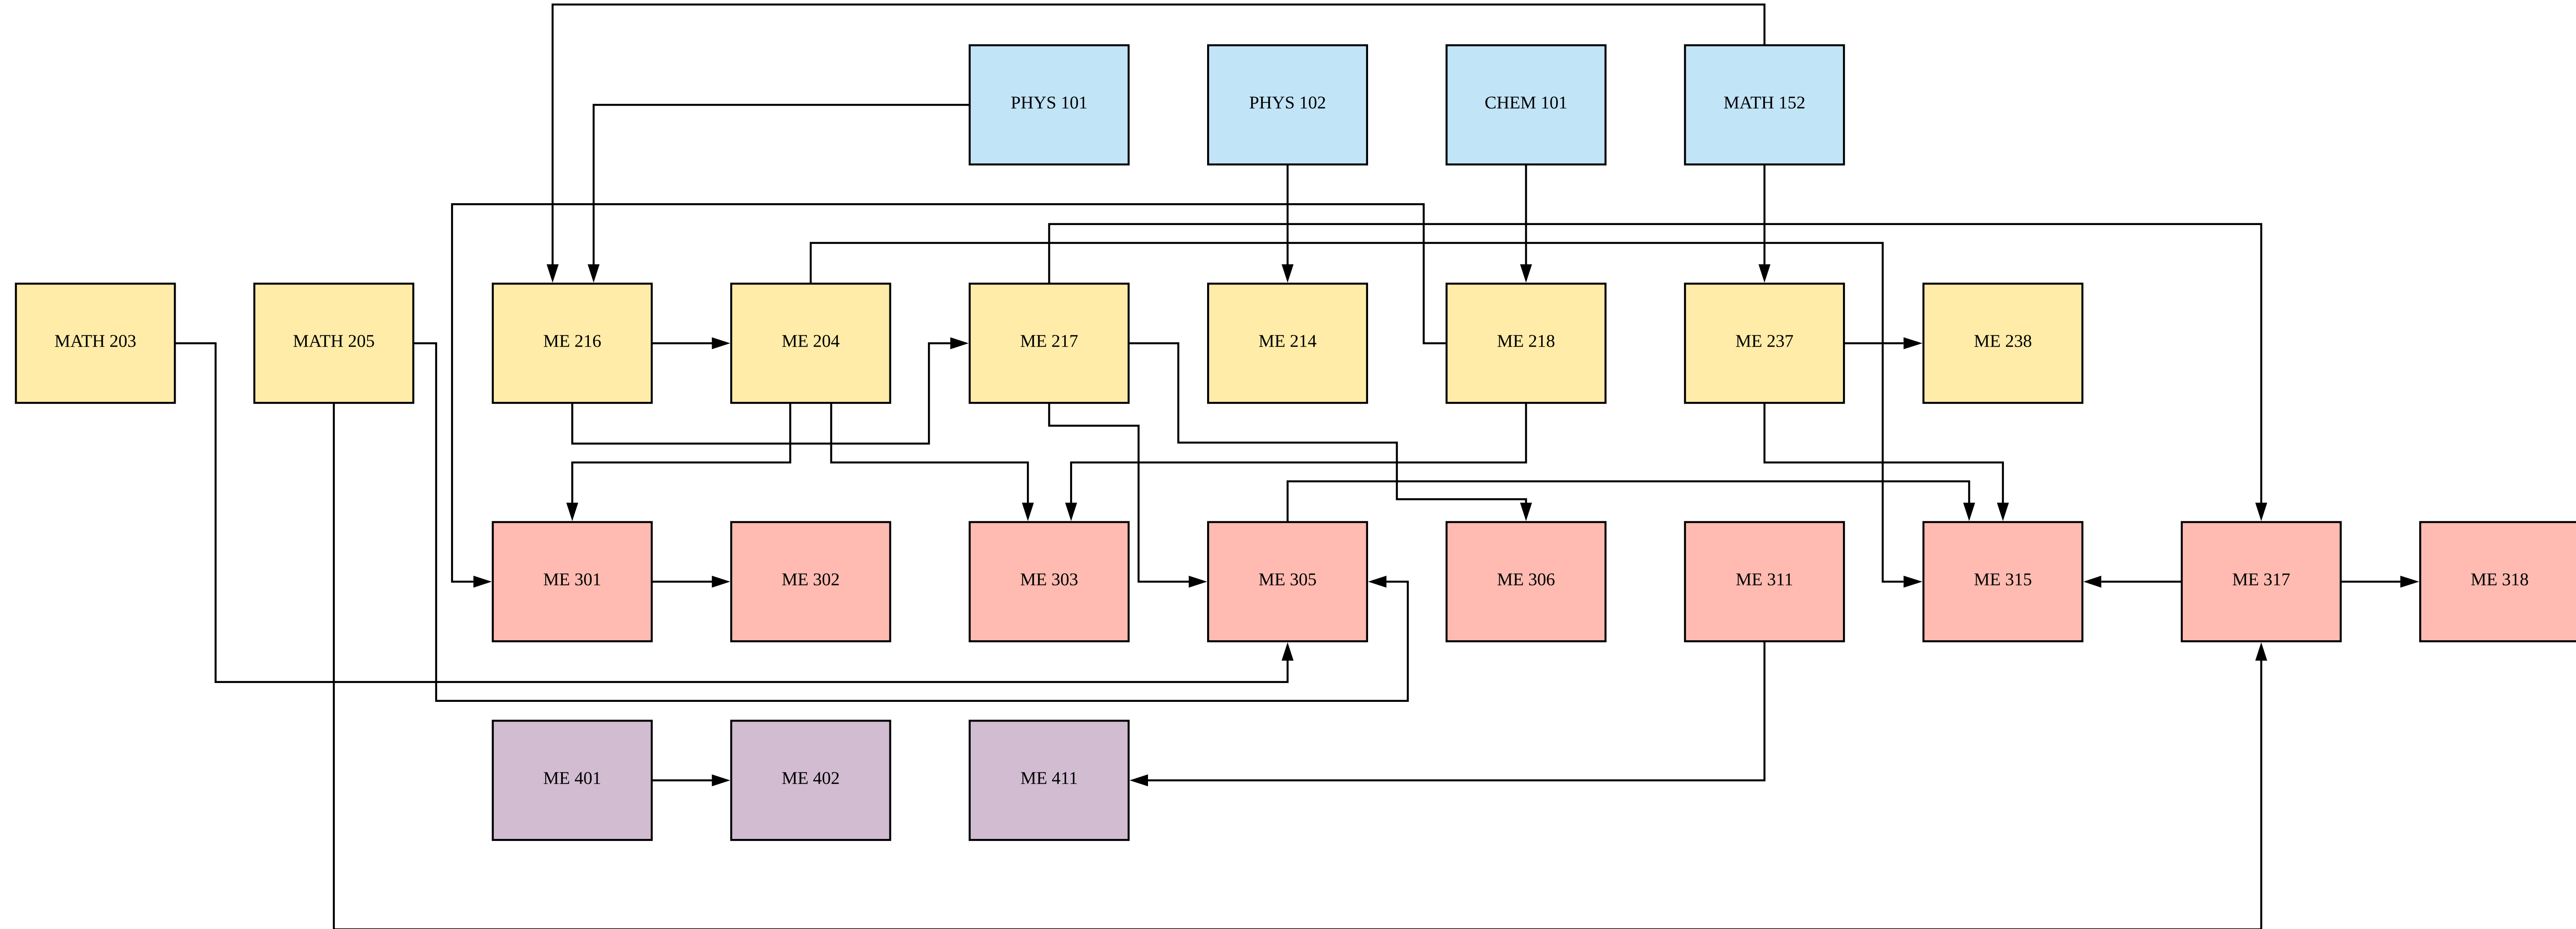 PHYS 101
PHYS 102
CHEM 101
MATH 152
MATH 203
MATH 205
ME 216
ME 204
ME 217
ME 214
ME 218
ME 237
ME 238
ME 301
ME 302
ME 303
ME 305
ME 306
ME 311
ME 315
ME 317
ME 318
ME 401
ME 402
ME 411